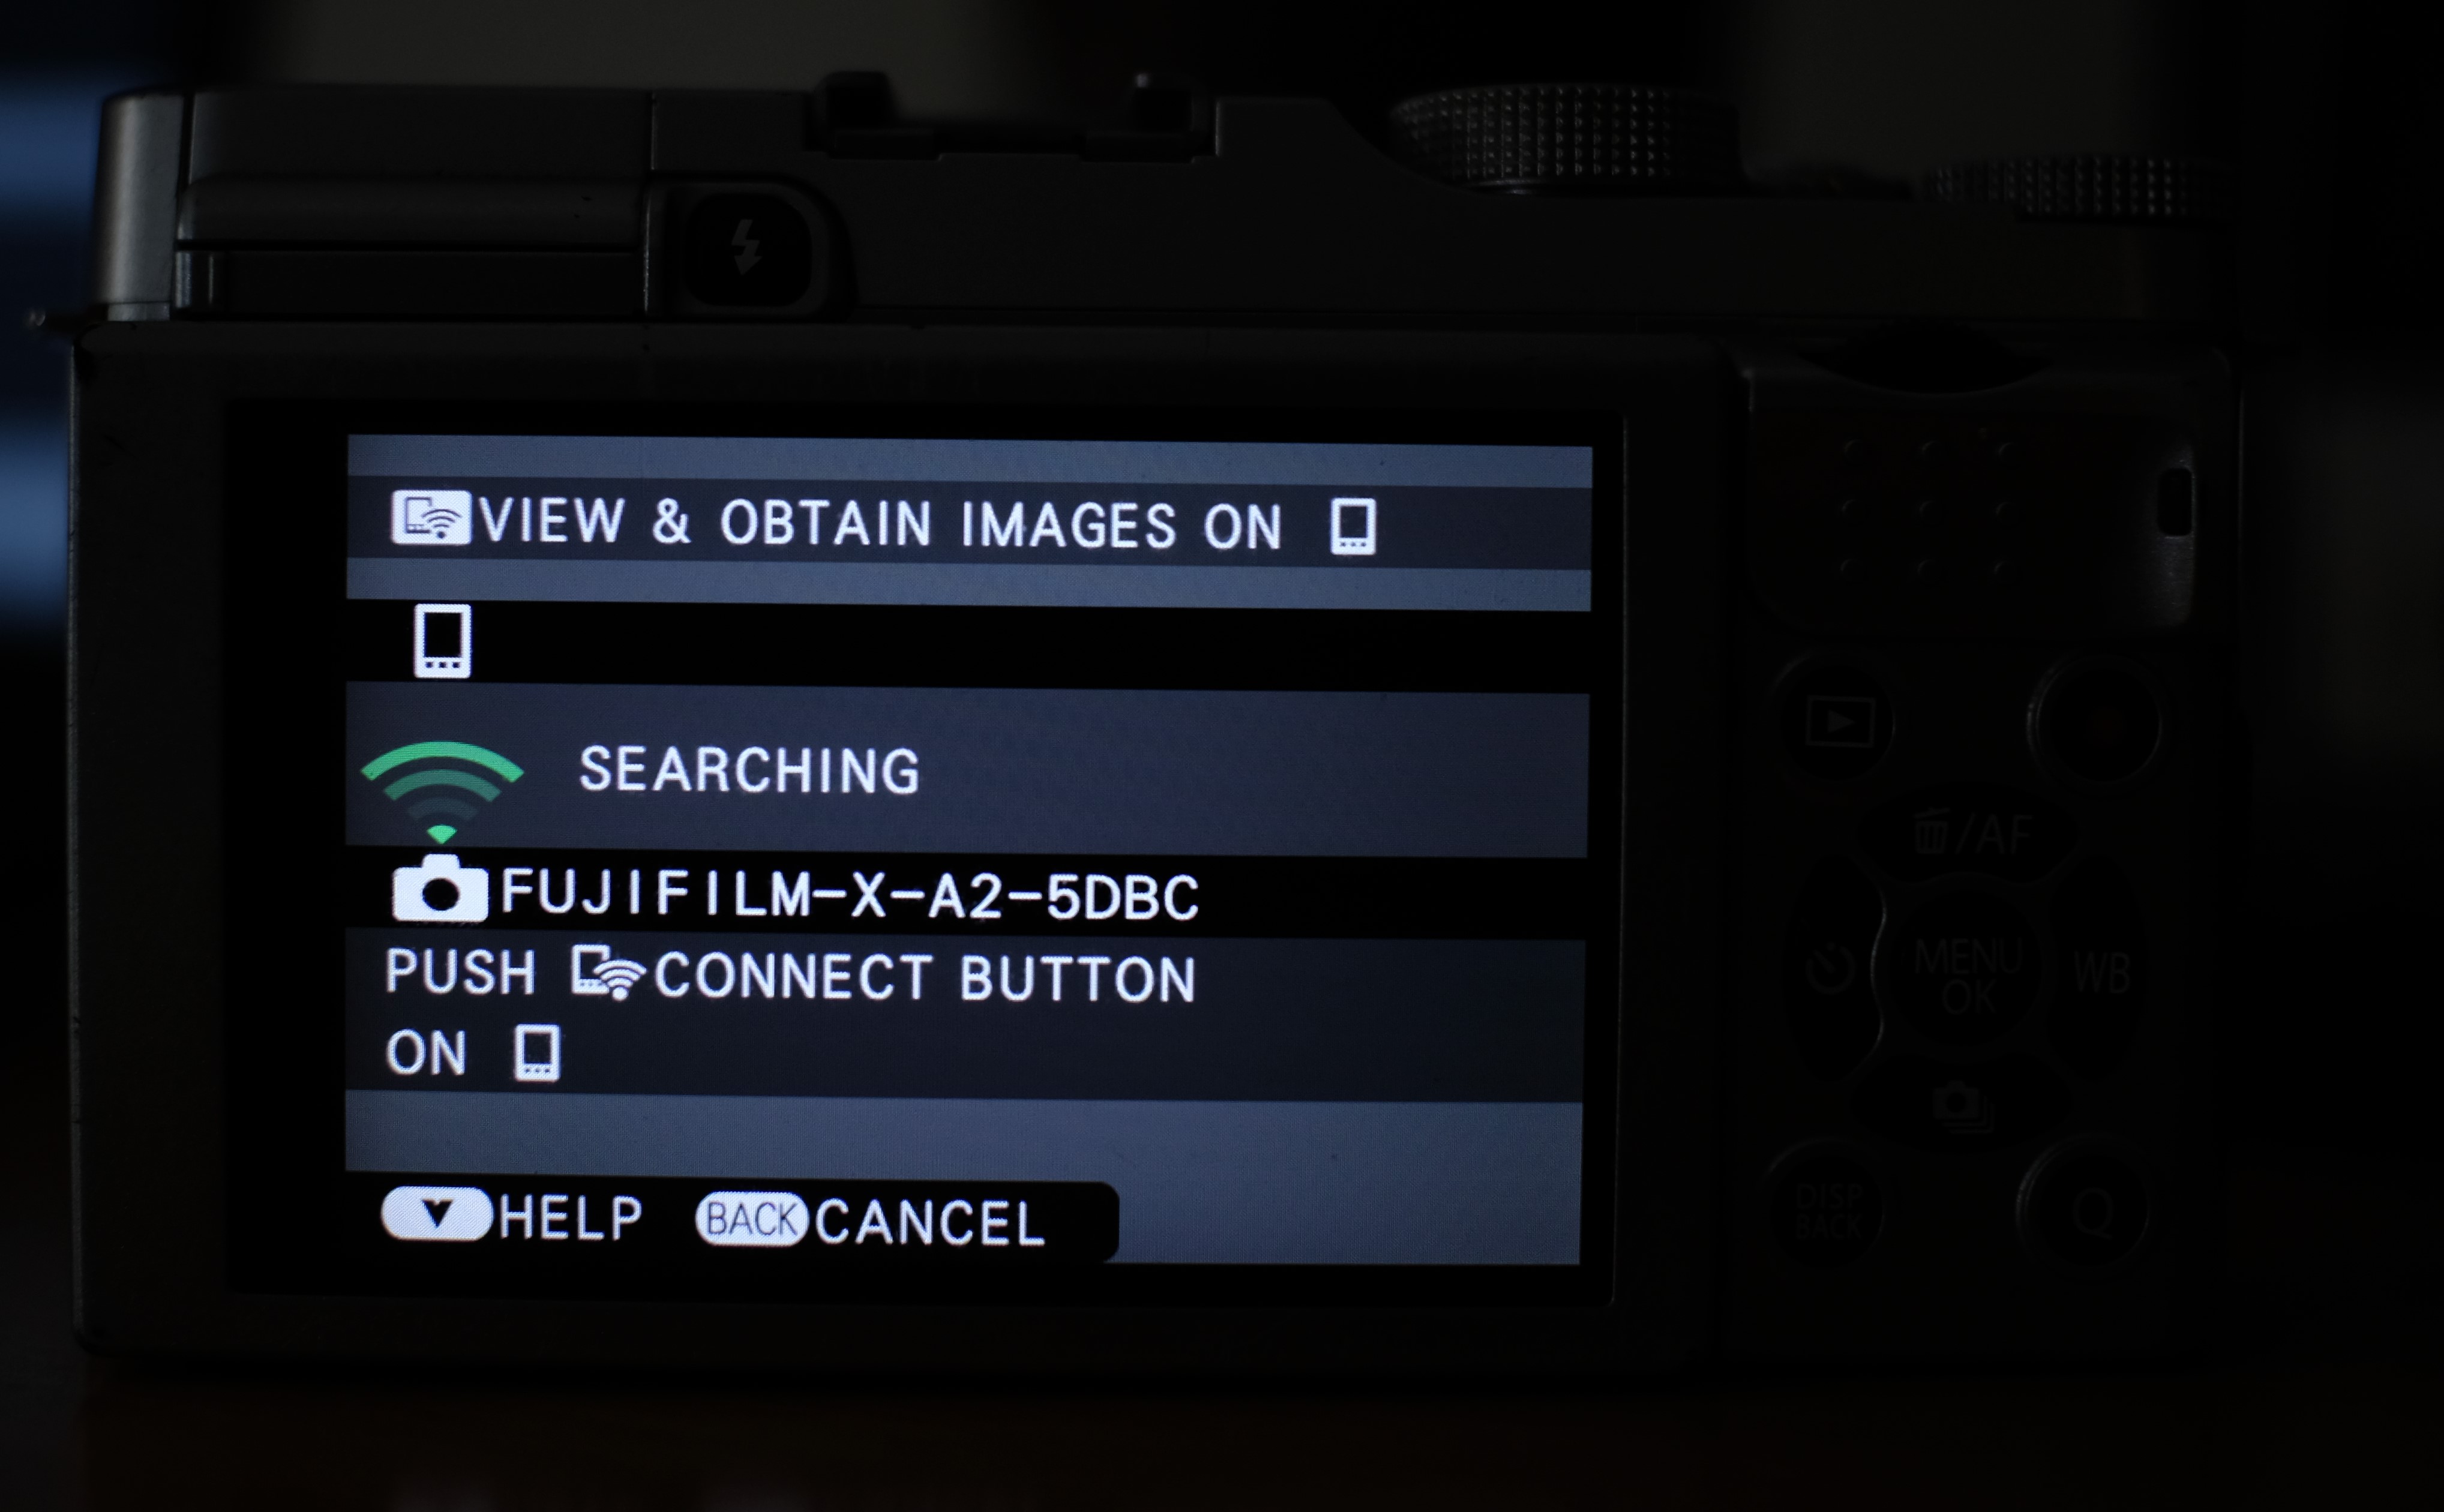 VIEW & OBTAIN IMAGES ON
SEARCHING
FUJIFILM-X-A2-5DBC
PUSH CONNECT BUTTON
ON
HELP BACK CANCEL
/AF
MENU
OK
WB
DISP
BACK
Q